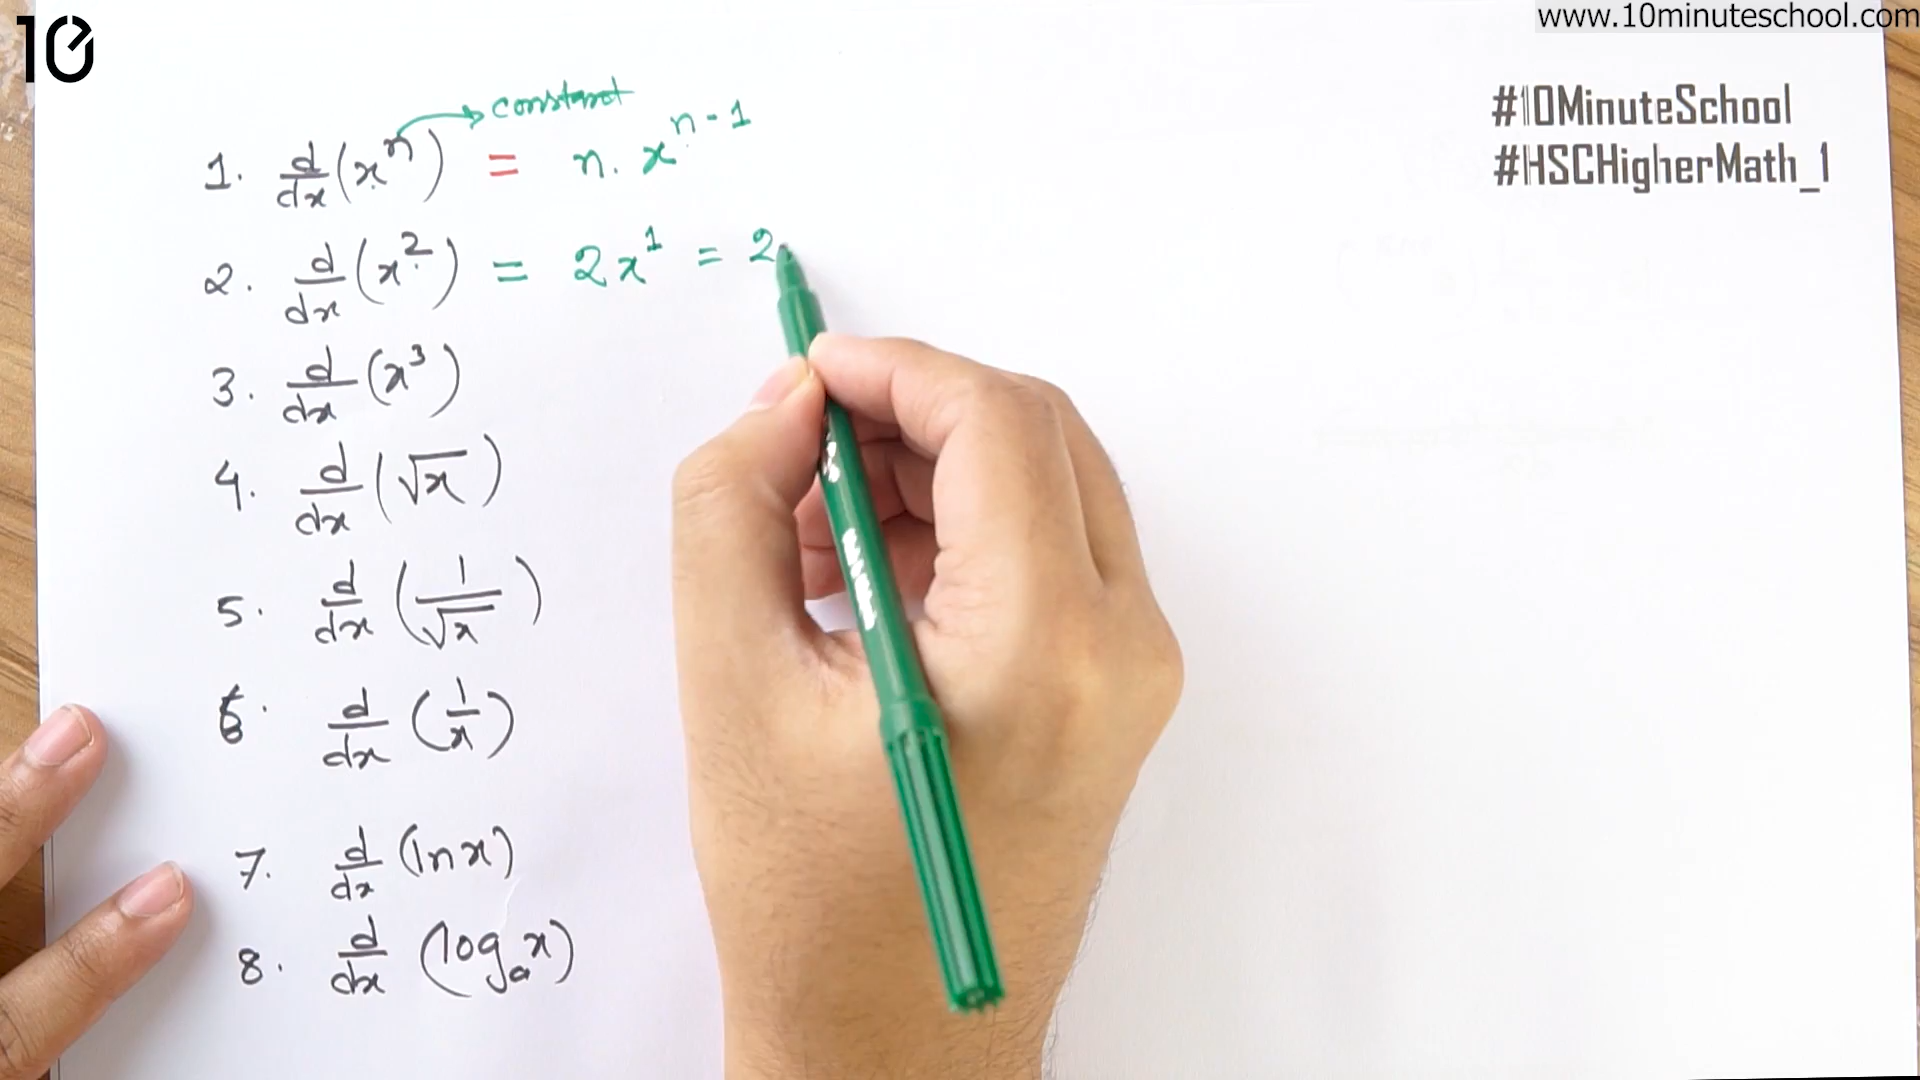 10
www.10minuteschool.com
#10MinuteSchool
#HSCHigherMath_1
constant
1. d/dx (x^n) = n. x^(n-1)
2. d/dx (x^2) = 2x^1 = 2
3. d/dx (x^3)
4. d/dx (√x)
5. d/dx (1/√x)
6. d/dx (1/x)
7. d/dx (ln x)
8. d/dx (log_a x)